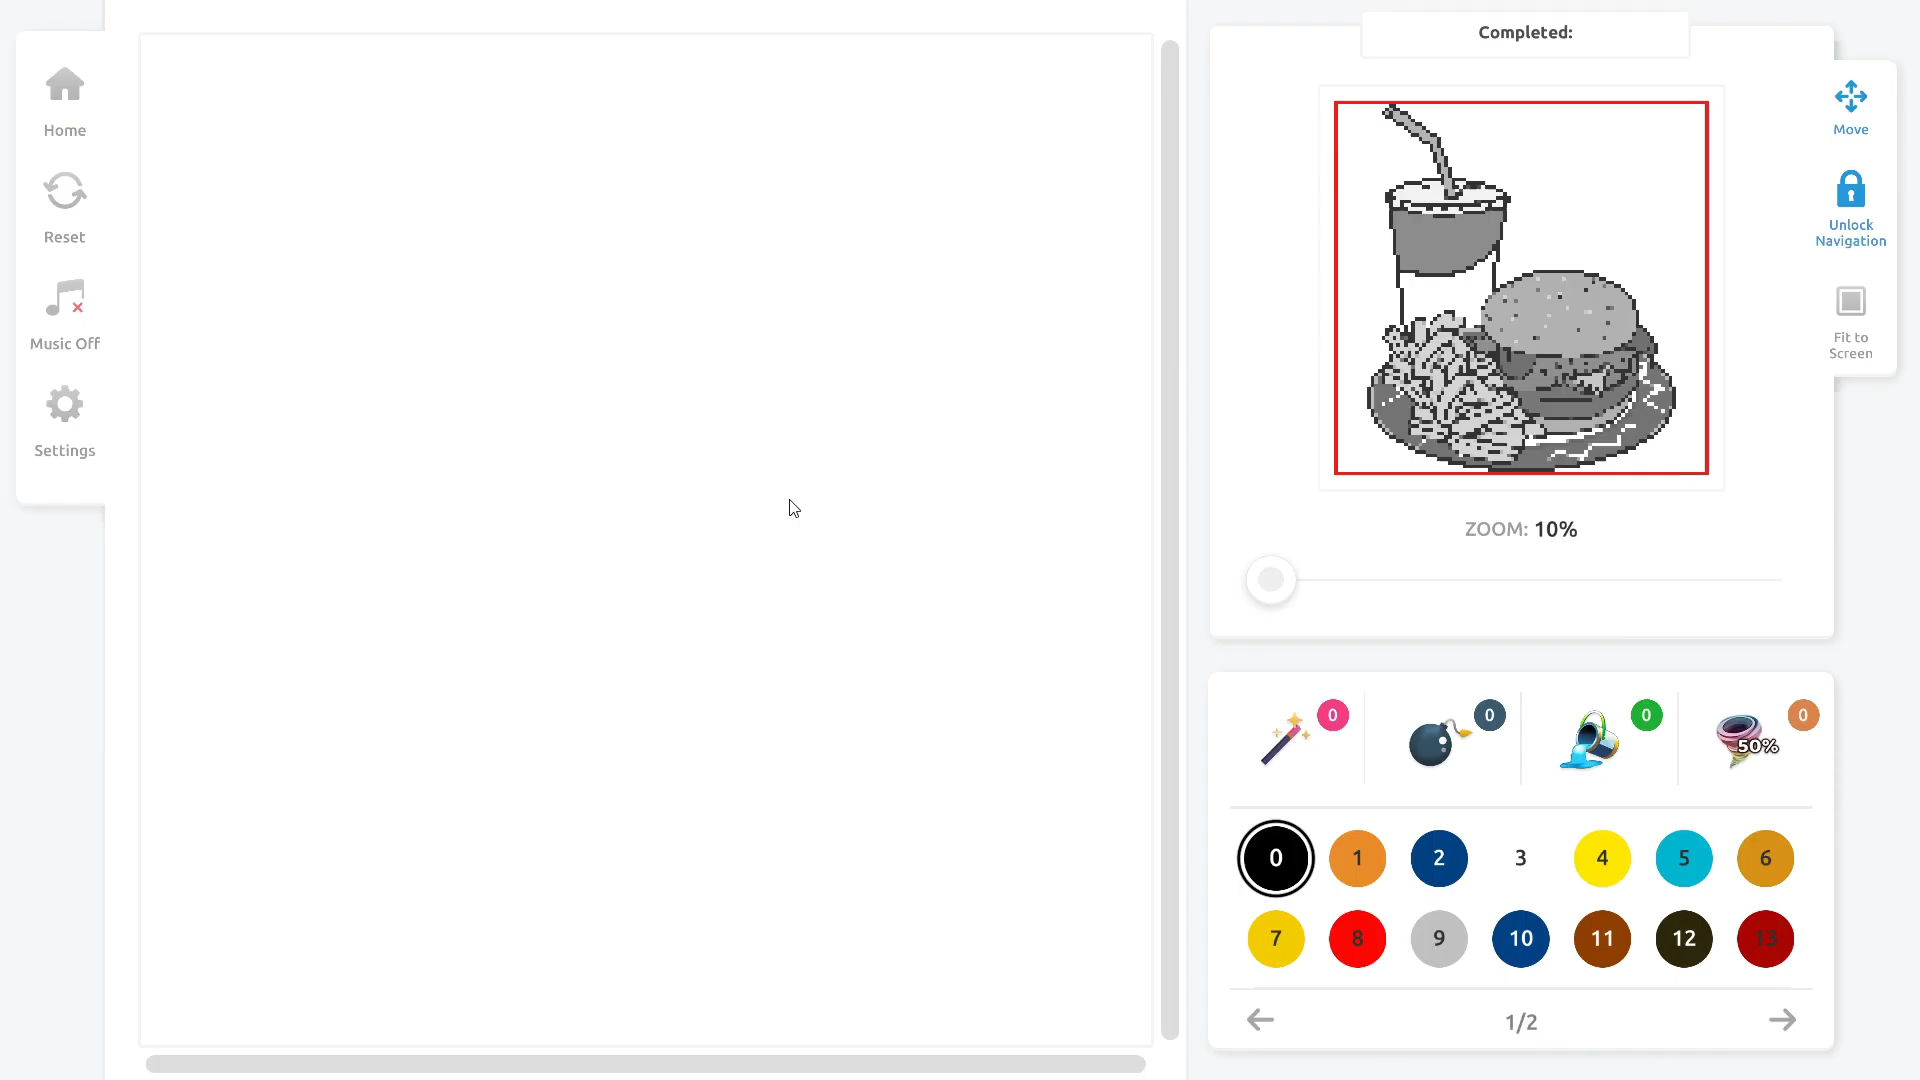 Home
Reset
Music Off
Settings
Completed:
Move
Unlock
Navigation
Fit to
Screen
ZOOM: 10%
0
0
0
50%
0
0
1
2
3
4
5
6
7
8
9
10
11
12
13
1/2